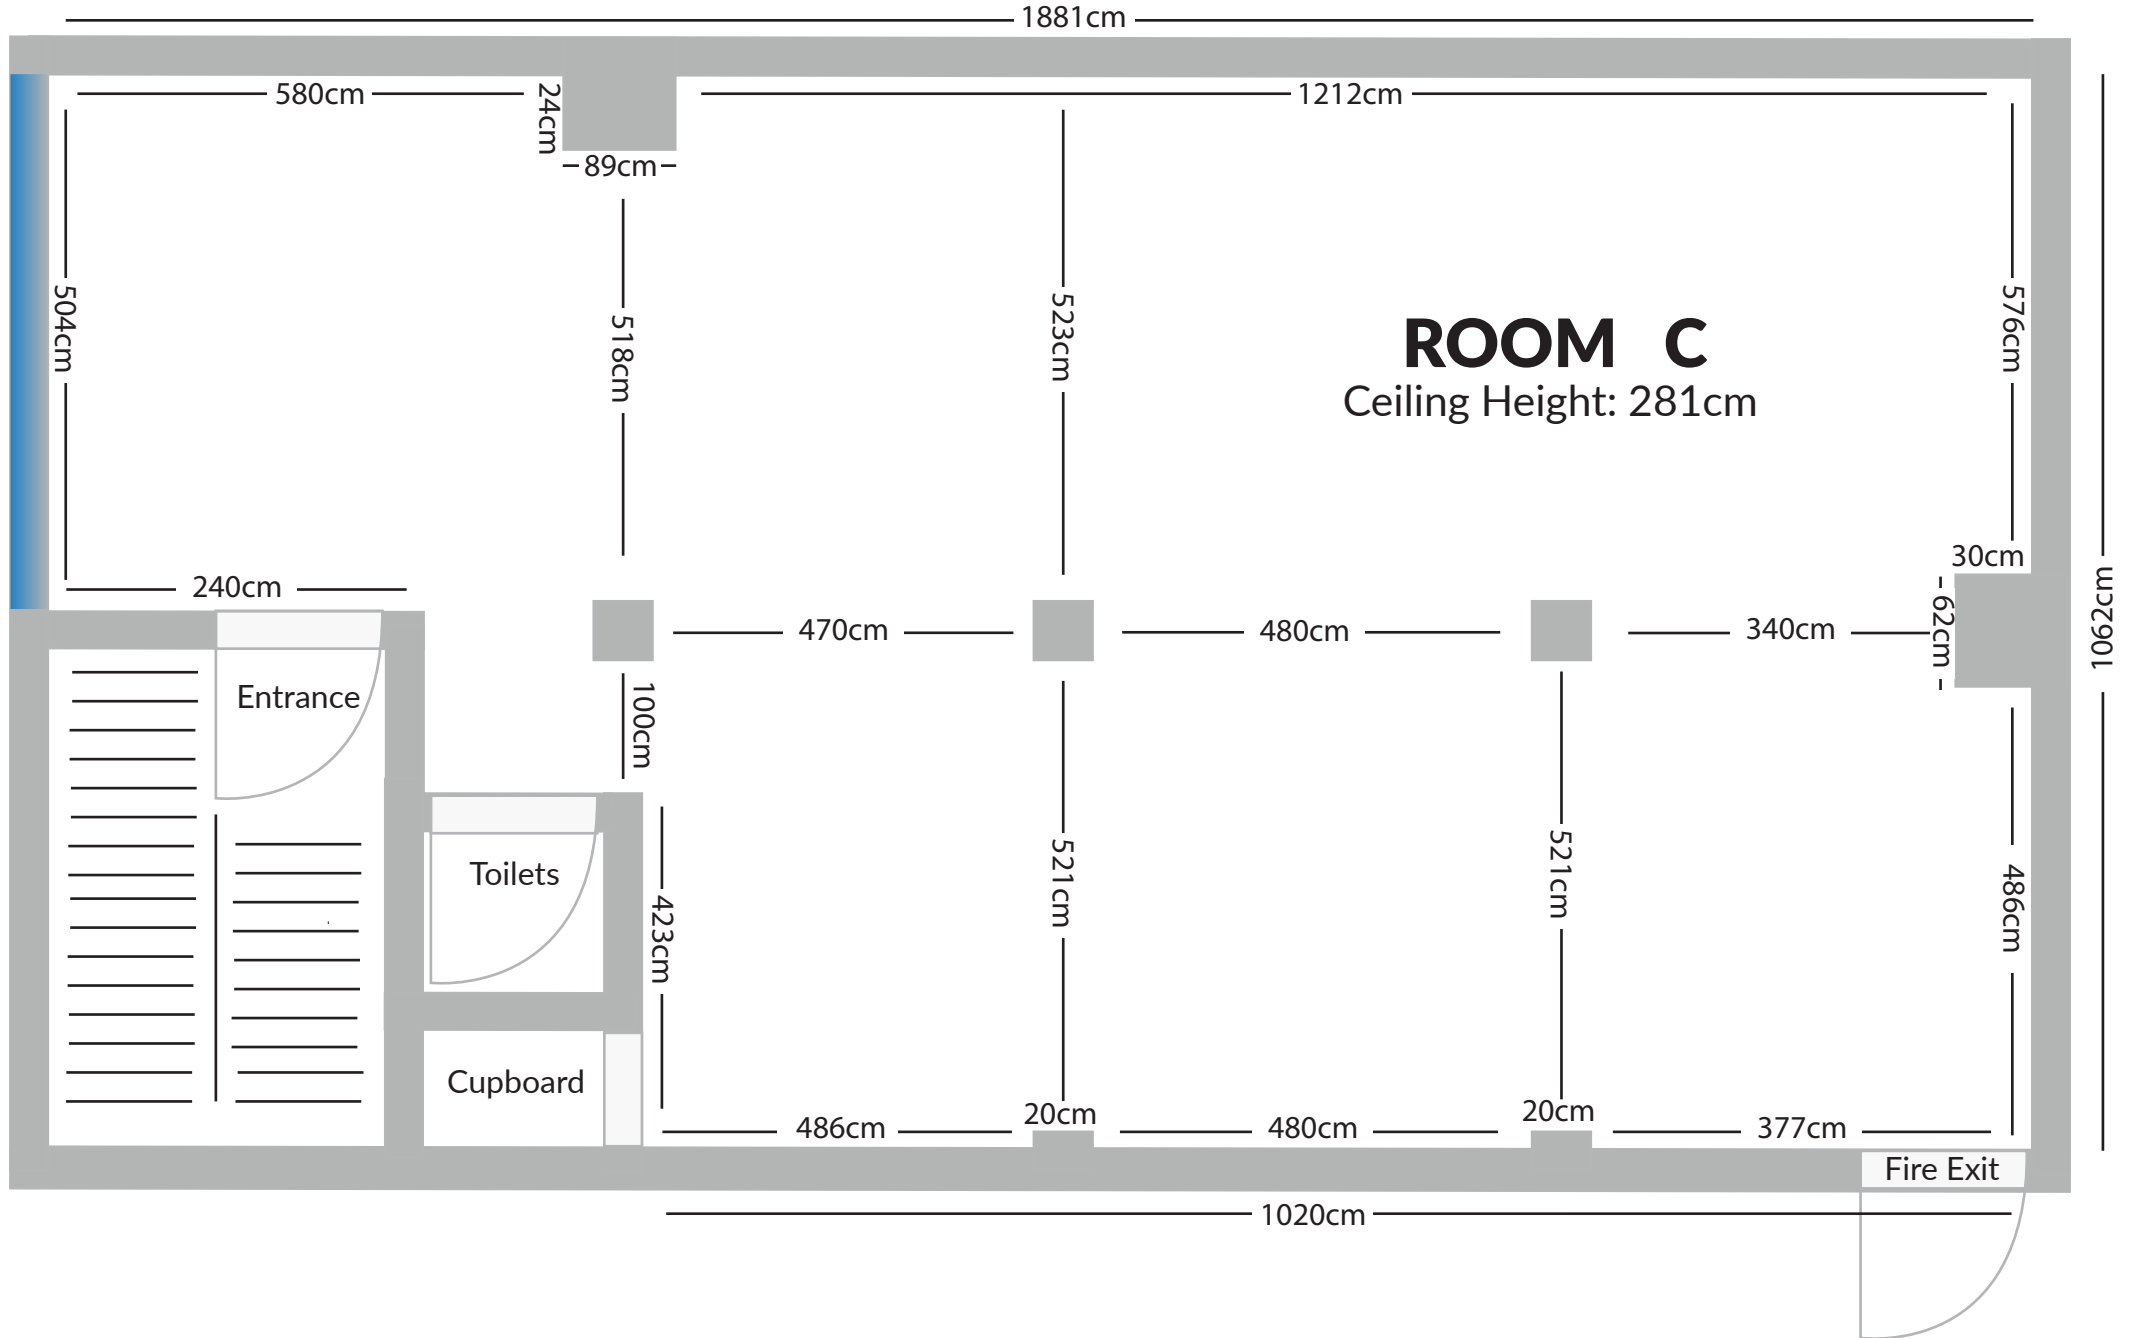 1881cm
580cm
24cm
1212cm
89cm
504cm
518cm
523cm
576cm
ROOM C
Ceiling Height: 281cm
30cm
240cm
62cm
1062cm
470cm
480cm
340cm
Entrance
100cm
Toilets
423cm
521cm
521cm
486cm
Cupboard
20cm
20cm
486cm
480cm
377cm
Fire Exit
1020cm